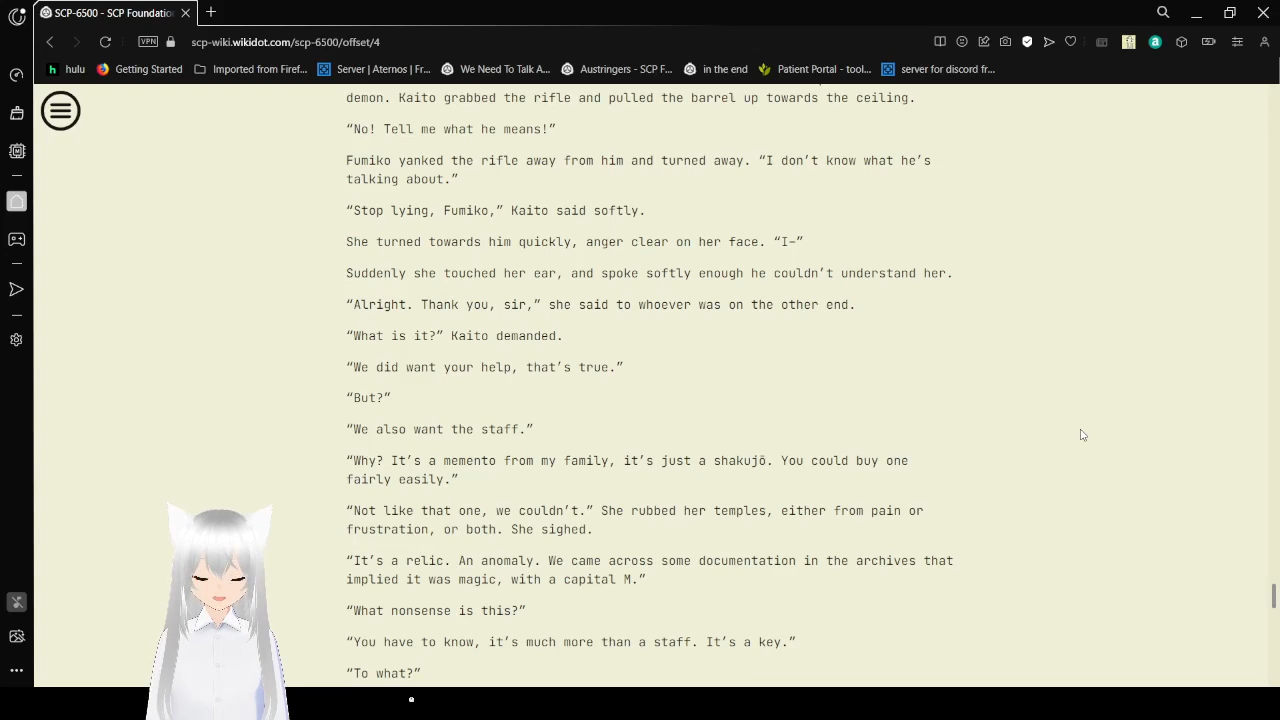 SCP-6500 - SCP Foundatio
VPN
scp-wiki.wikidot.com/scp-6500/offset/4
hulu
Getting Started
Imported from Firef...
Server | Aternos | Fr...
We Need To Talk A...
Austringers - SCP F...
in the end
Patient Portal - tool...
server for discord fr...
demon. Kaito grabbed the rifle and pulled the barrel up towards the ceiling.
“No! Tell me what he means!”
Fumiko yanked the rifle away from him and turned away. “I don’t know what he’s
talking about.”
“Stop lying, Fumiko,” Kaito said softly.
She turned towards him quickly, anger clear on her face. “I–”
Suddenly she touched her ear, and spoke softly enough he couldn’t understand her.
“Alright. Thank you, sir,” she said to whoever was on the other end.
“What is it?” Kaito demanded.
“We did want your help, that’s true.”
“But?”
“We also want the staff.”
“Why? It’s a memento from my family, it’s just a shakujō. You could buy one
fairly easily.”
“Not like that one, we couldn’t.” She rubbed her temples, either from pain or
frustration, or both. She sighed.
“It’s a relic. An anomaly. We came across some documentation in the archives that
implied it was magic, with a capital M.”
“What nonsense is this?”
“You have to know, it’s much more than a staff. It’s a key.”
“To what?”